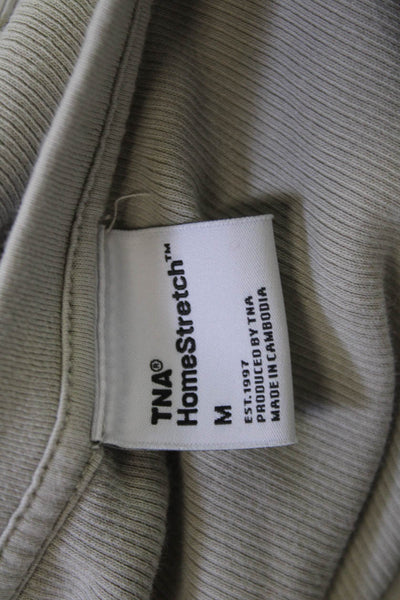 TNA®
HomeStretch™
M
EST. 1997
PRODUCED BY TNA
MADE IN CAMBODIA